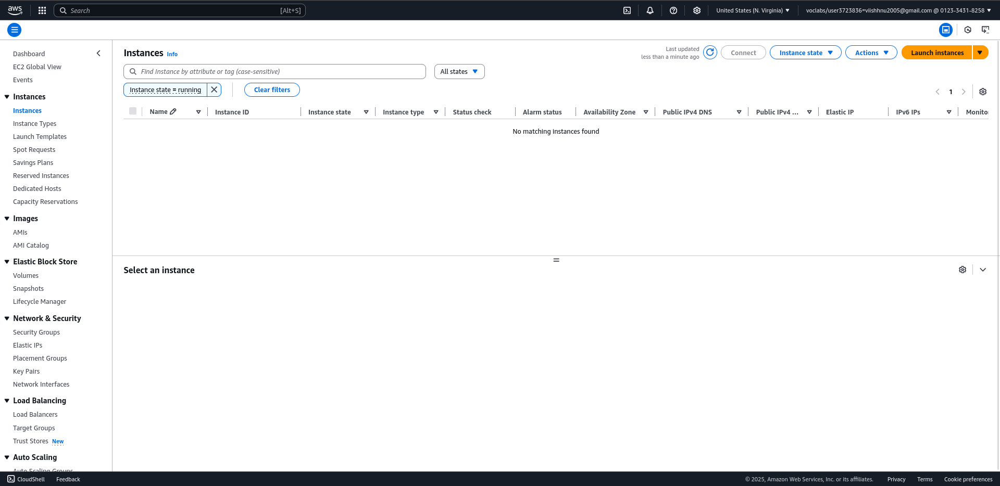 aws
Search [Alt+S]
United States (N. Virginia)
voclabs/user3723836=viishhnu2005@gmail.com @ 0123-3431-8258
Dashboard
EC2 Global View
Events
Instances
Instances
Instance Types
Launch Templates
Spot Requests
Savings Plans
Reserved Instances
Dedicated Hosts
Capacity Reservations
Images
AMIs
AMI Catalog
Elastic Block Store
Volumes
Snapshots
Lifecycle Manager
Network & Security
Security Groups
Elastic IPs
Placement Groups
Key Pairs
Network Interfaces
Load Balancing
Load Balancers
Target Groups
Trust Stores New
Auto Scaling
Auto Scaling Groups
Instances Info
Last updated
less than a minute ago
Connect
Instance state
Actions
Launch instances
Find Instance by attribute or tag (case-sensitive)
All states
Instance state = running
Clear filters
1
Name Instance ID Instance state Instance type Status check Alarm status Availability Zone Public IPv4 DNS Public IPv4 ... Elastic IP IPv6 IPs Monitor
No matching instances found
Select an instance
CloudShell Feedback
© 2025, Amazon Web Services, Inc. or its affiliates. Privacy Terms Cookie preferences